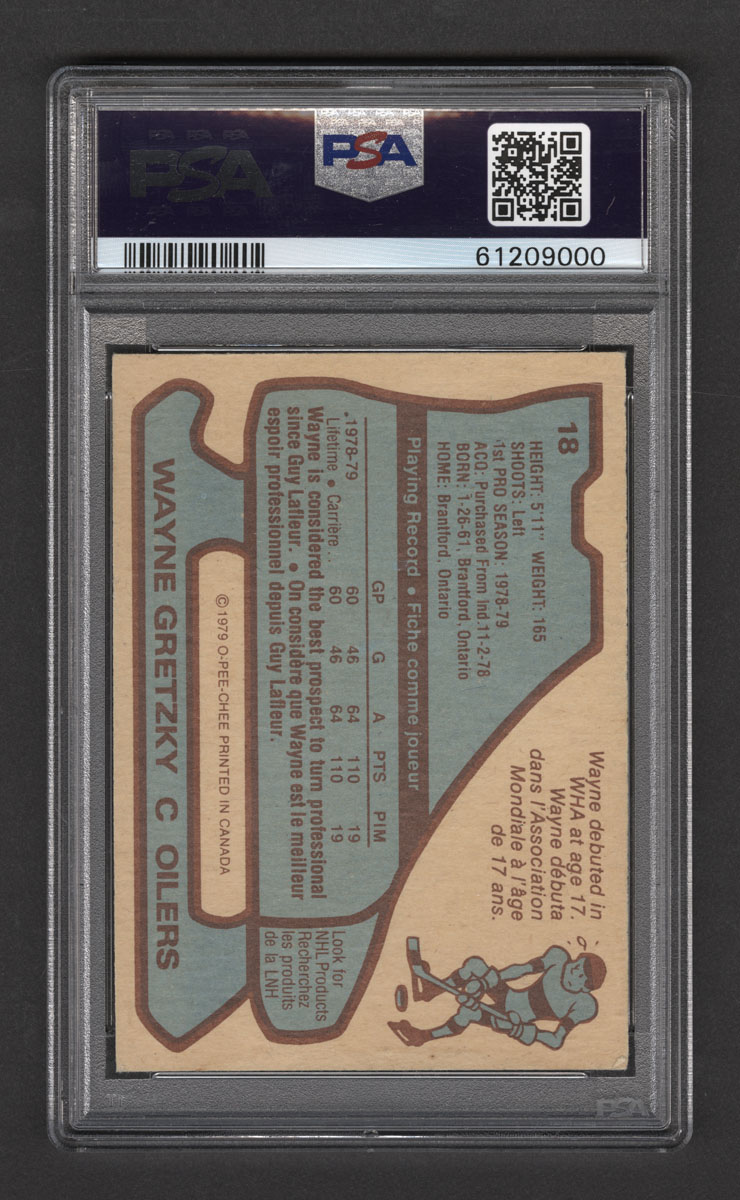 PSA
PSA
61209000
18
HEIGHT: 5'11" WEIGHT: 165
SHOOTS: Left
1st PRO SEASON: 1978-79
ACQ: Purchased From Ind.11-2-78
BORN: 1-26-61, Brantford, Ontario
HOME: Brantford, Ontario
Wayne debuted in
WHA at age 17.
Wayne débuta
dans l'Association
Mondiale à l'âge
de 17 ans.
Playing Record • Fiche comme joueur
GP G A PTS PIM
1978-79 60 46 64 110 19
Lifetime • Carrière .. 60 46 64 110 19
Wayne is considered the best prospect to turn professional
since Guy Lafleur. • On considère que Wayne est le meilleur
espoir professionnel depuis Guy Lafleur.
Look for
NHL Products
Recherchez
les produits
de la LNH
© 1979 O-PEE-CHEE PRINTED IN CANADA
WAYNE GRETZKY C OILERS
PSA